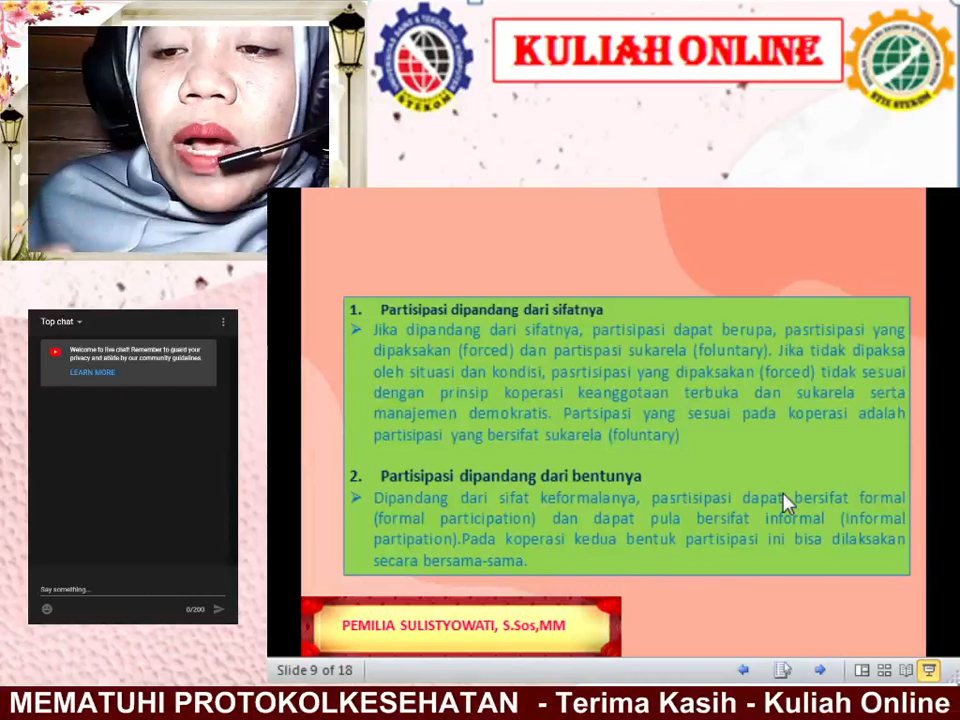 KULIAH ONLINE
STEKOM
STIE STEKOM
Top chat
Welcome to live chat! Remember to guard your
privacy and abide by our community guidelines.
LEARN MORE
Say something...
0/200
1. Partisipasi dipandang dari sifatnya
Jika dipandang dari sifatnya, partisipasi dapat berupa, pasrtisipasi yang
dipaksakan (forced) dan partispasi sukarela (foluntary). Jika tidak dipaksa
oleh situasi dan kondisi, pasrtisipasi yang dipaksakan (forced) tidak sesuai
dengan prinsip koperasi keanggotaan terbuka dan sukarela serta
manajemen demokratis. Partsipasi yang sesuai pada koperasi adalah
partisipasi yang bersifat sukarela (foluntary)
2. Partisipasi dipandang dari bentunya
Dipandang dari sifat keformalanya, pasrtisipasi dapat bersifat formal
(formal participation) dan dapat pula bersifat informal (Informal
partipation).Pada koperasi kedua bentuk partisipasi ini bisa dilaksakan
secara bersama-sama.
PEMILIA SULISTYOWATI, S.Sos,MM
Slide 9 of 18
MEMATUHI PROTOKOLKESEHATAN - Terima Kasih - Kuliah Online